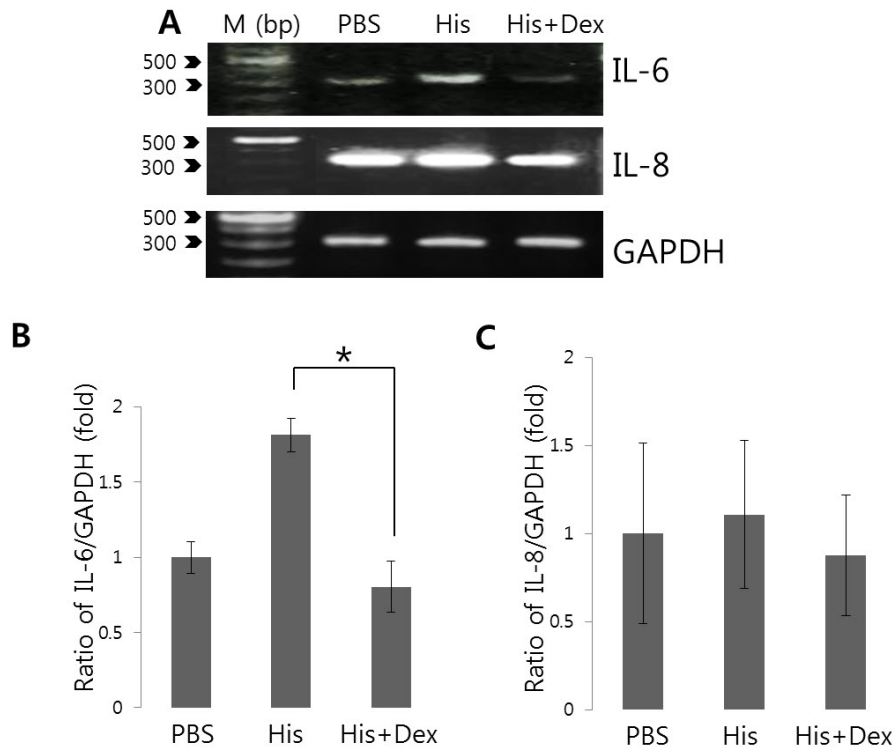 A
M (bp) PBS His His+Dex
500
300
IL-6
500
300
IL-8
500
300
GAPDH
B
*
Ratio of IL-6/GAPDH (fold)
2
1.5
1
0.5
0
PBS His His+Dex
C
Ratio of IL-8/GAPDH (fold)
2
1.5
1
0.5
0
PBS His His+Dex